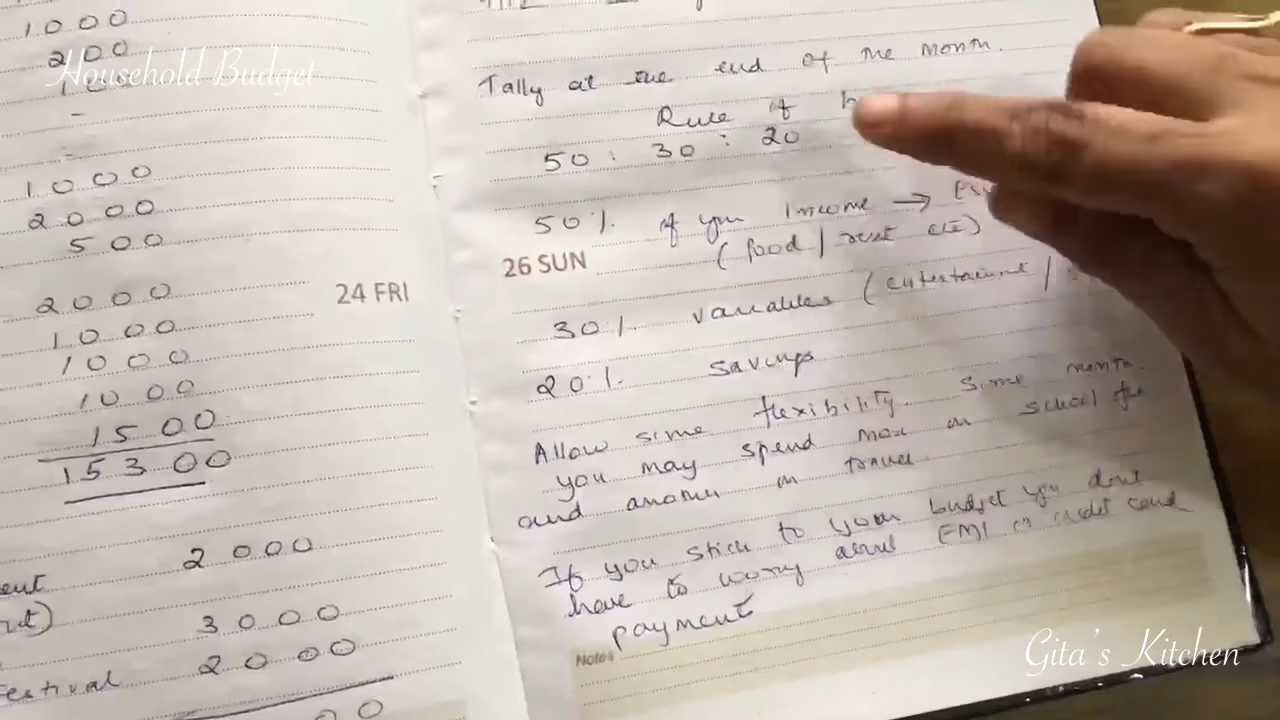 1000
200
Household Budget
100
-
-
1000
2000
500
24 FRI
2000
1000
1000
1000
1500
15300
2000
3000
2000
Tally at the end of the month.
Rule of
50 : 30 : 20
50% of you Income →
(food / rent etc)
26 SUN
30% variables (entertainment /
20% savings
Allow some flexibility. Some month
you may spend more on school fee
and another on travel
If you stick to your budget you dont
have to worry about EMI or credit card
payment
Notes
Gita's Kitchen